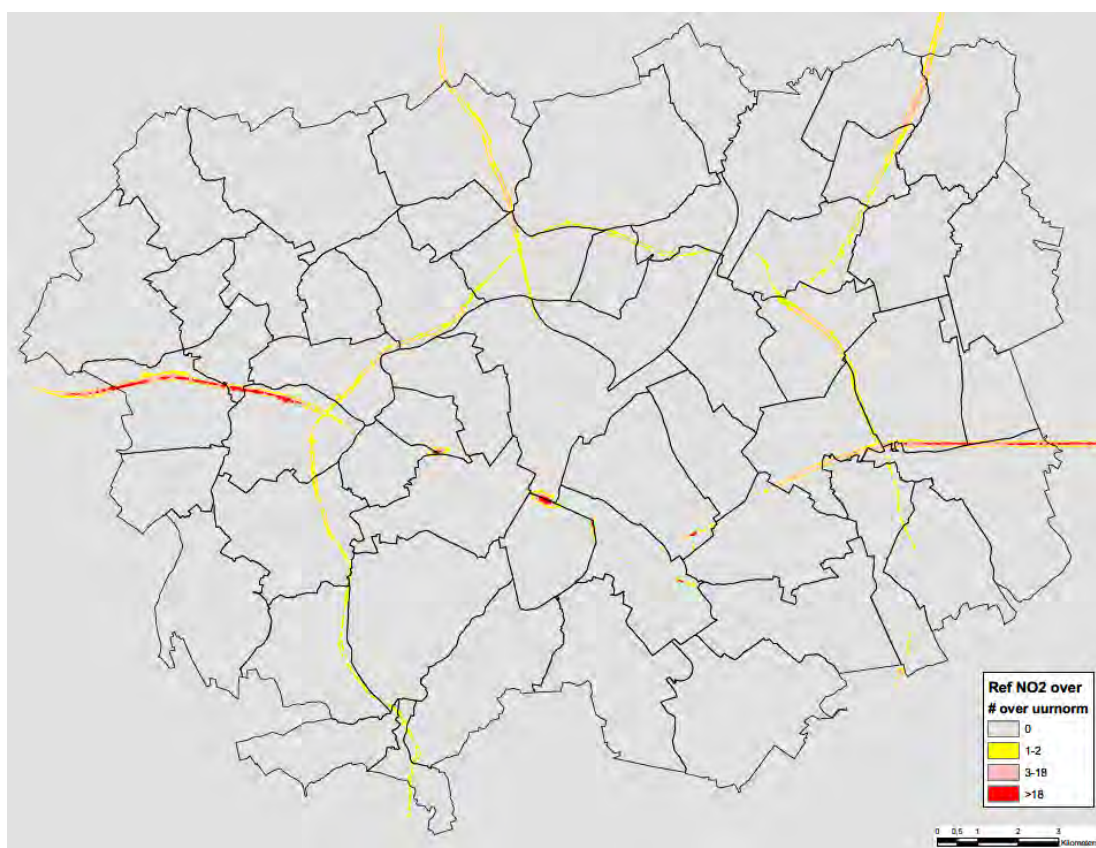 Ref NO2 over
# over uurnorm
0
1-2
3-18
>18
0 0,5 1 2 3
Kilometers